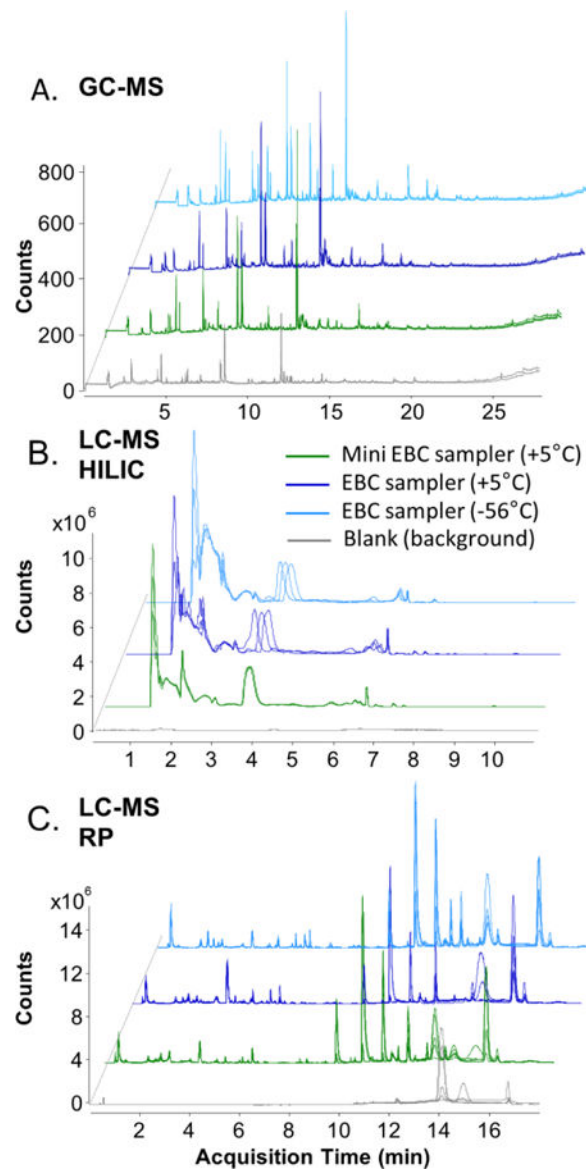 A. GC-MS
800
600
400
200
0
Counts
5 10 15 20 25
B. LC-MS
HILIC
Mini EBC sampler (+5°C)
EBC sampler (+5°C)
EBC sampler (-56°C)
Blank (background)
x10⁶
10
8
6
4
2
0
Counts
1 2 3 4 5 6 7 8 9 10
C. LC-MS
RP
x10⁶
14
12
8
4
0
Counts
2 4 6 8 10 12 14 16
Acquisition Time (min)